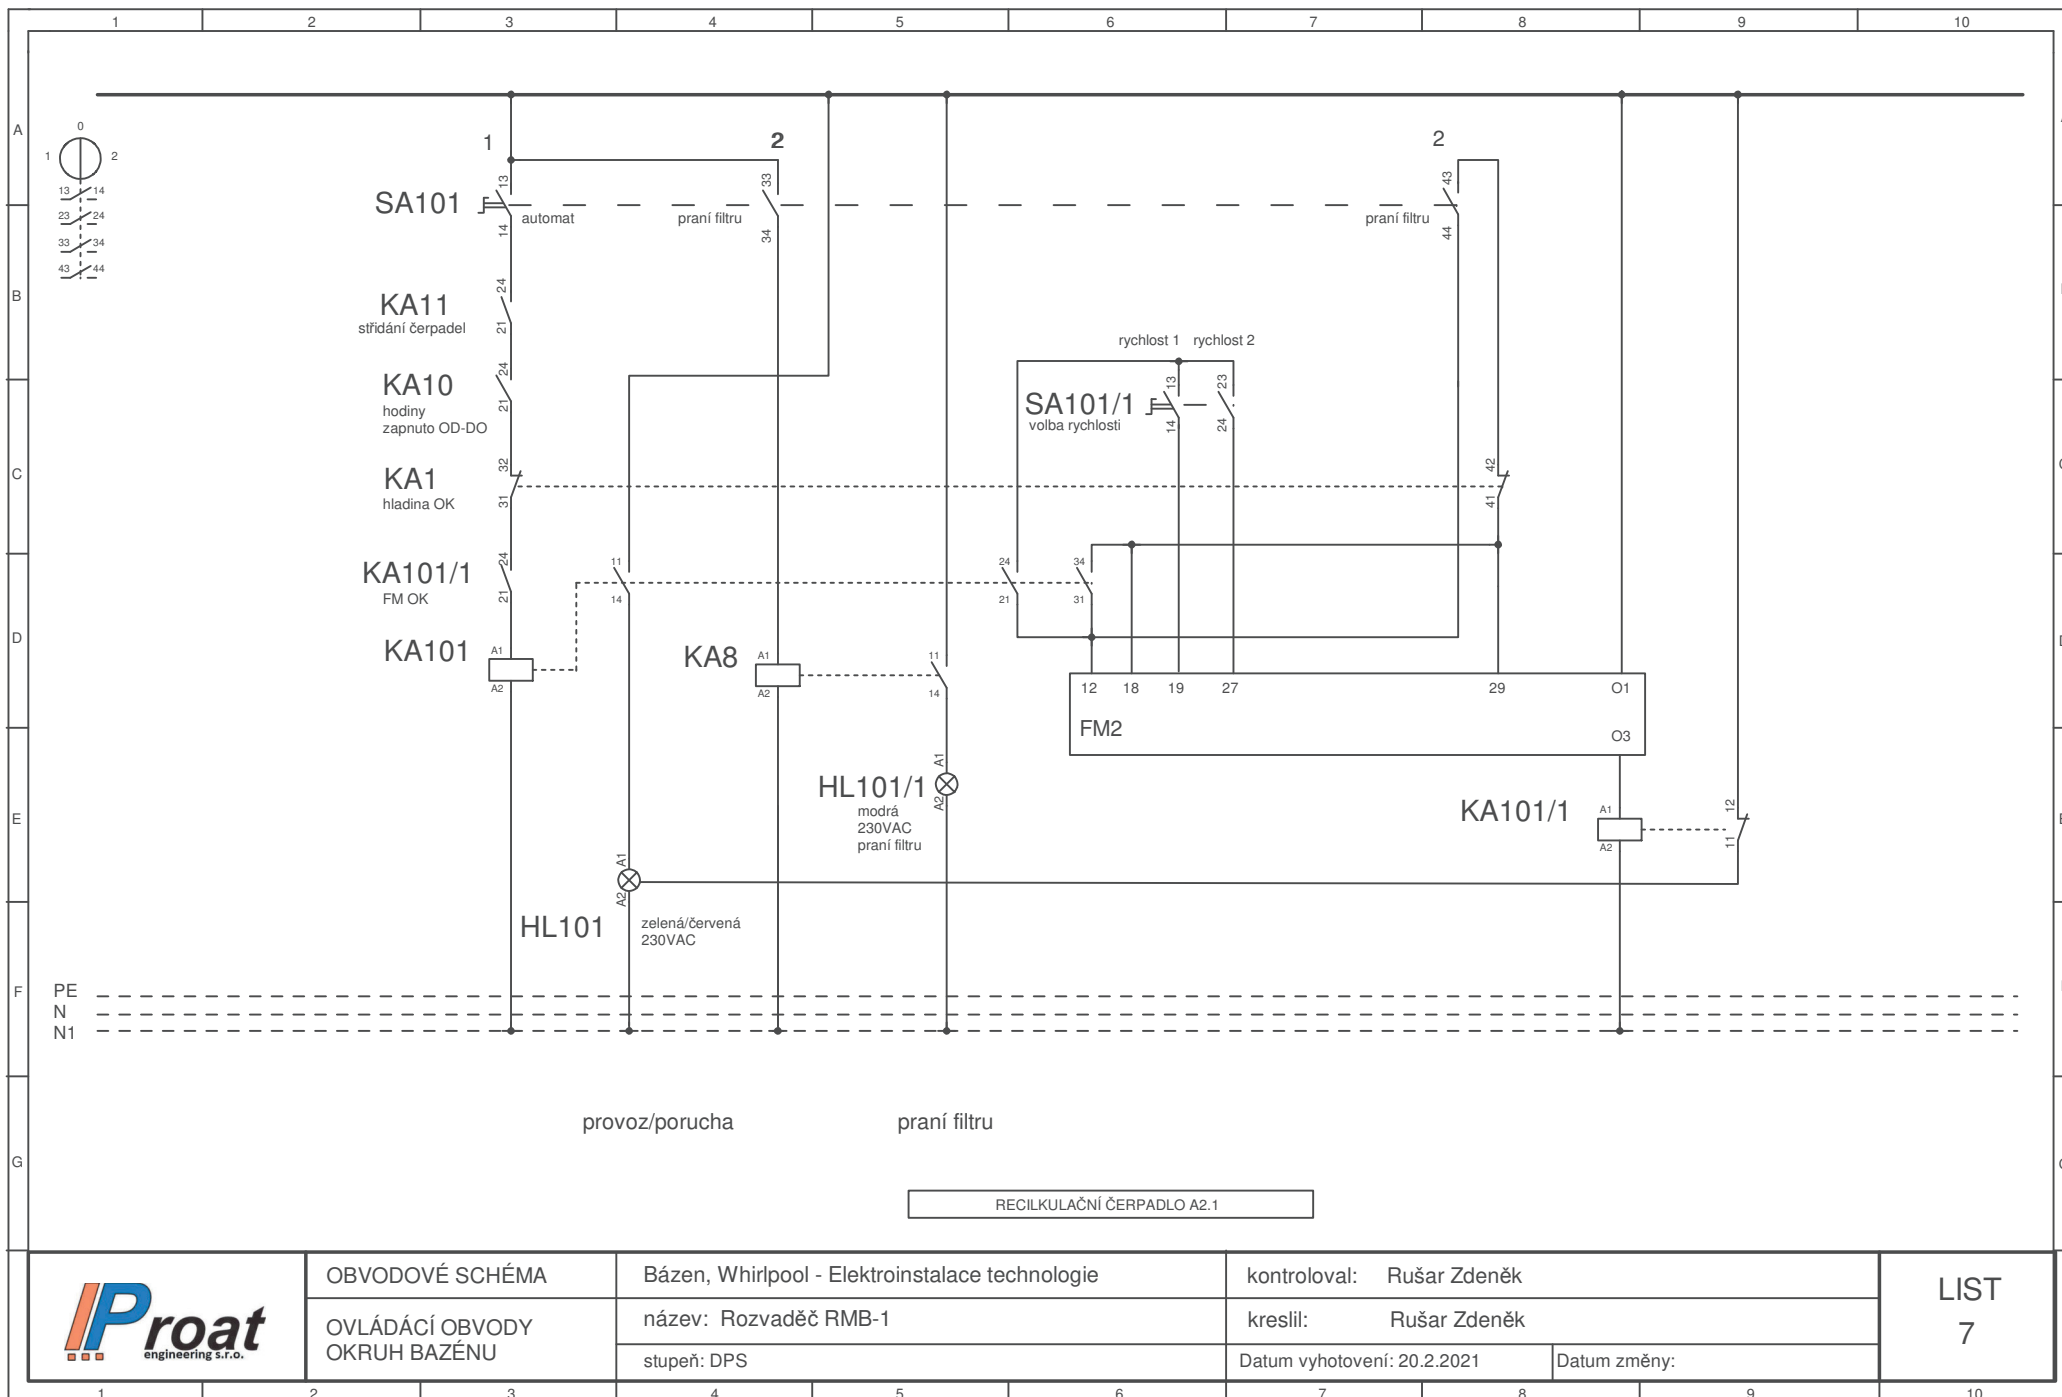 1 2 3 4 5 6 7 8 9 10
A
0
1 2
13 14
23 24
33 34
43 44
1
2
2
SA101
13
14
automat
praní filtru
33
34
praní filtru
43
44
B
KA11
střídání čerpadel
24
21
rychlost 1 rychlost 2
KA10
hodiny
zapnuto OD-DO
24
21
SA101/1
volba rychlosti
13
14
23
24
C
KA1
hladina OK
32
31
42
41
KA101/1
FM OK
24
21
11
14
24
21
34
31
D
KA101
A1
A2
KA8
A1
A2
11
14
12 18 19 27 29 O1
FM2
O3
E
HL101/1
modrá
230VAC
praní filtru
A1
A2
KA101/1
A1
A2
12
11
A1
A2
HL101
zelená/červená
230VAC
F
PE
N
N1
provoz/porucha praní filtru
G
RECILKULAČNÍ ČERPADLO A2.1
Proat
engineering s.r.o.
OBVODOVÉ SCHÉMA
OVLÁDÁCÍ OBVODY
OKRUH BAZÉNU
Bázen, Whirlpool - Elektroinstalace technologie
název: Rozvaděč RMB-1
stupeň: DPS
kontroloval: Rušar Zdeněk
kreslil: Rušar Zdeněk
Datum vyhotovení: 20.2.2021 Datum změny:
LIST
7
1 2 3 4 5 6 7 8 9 10